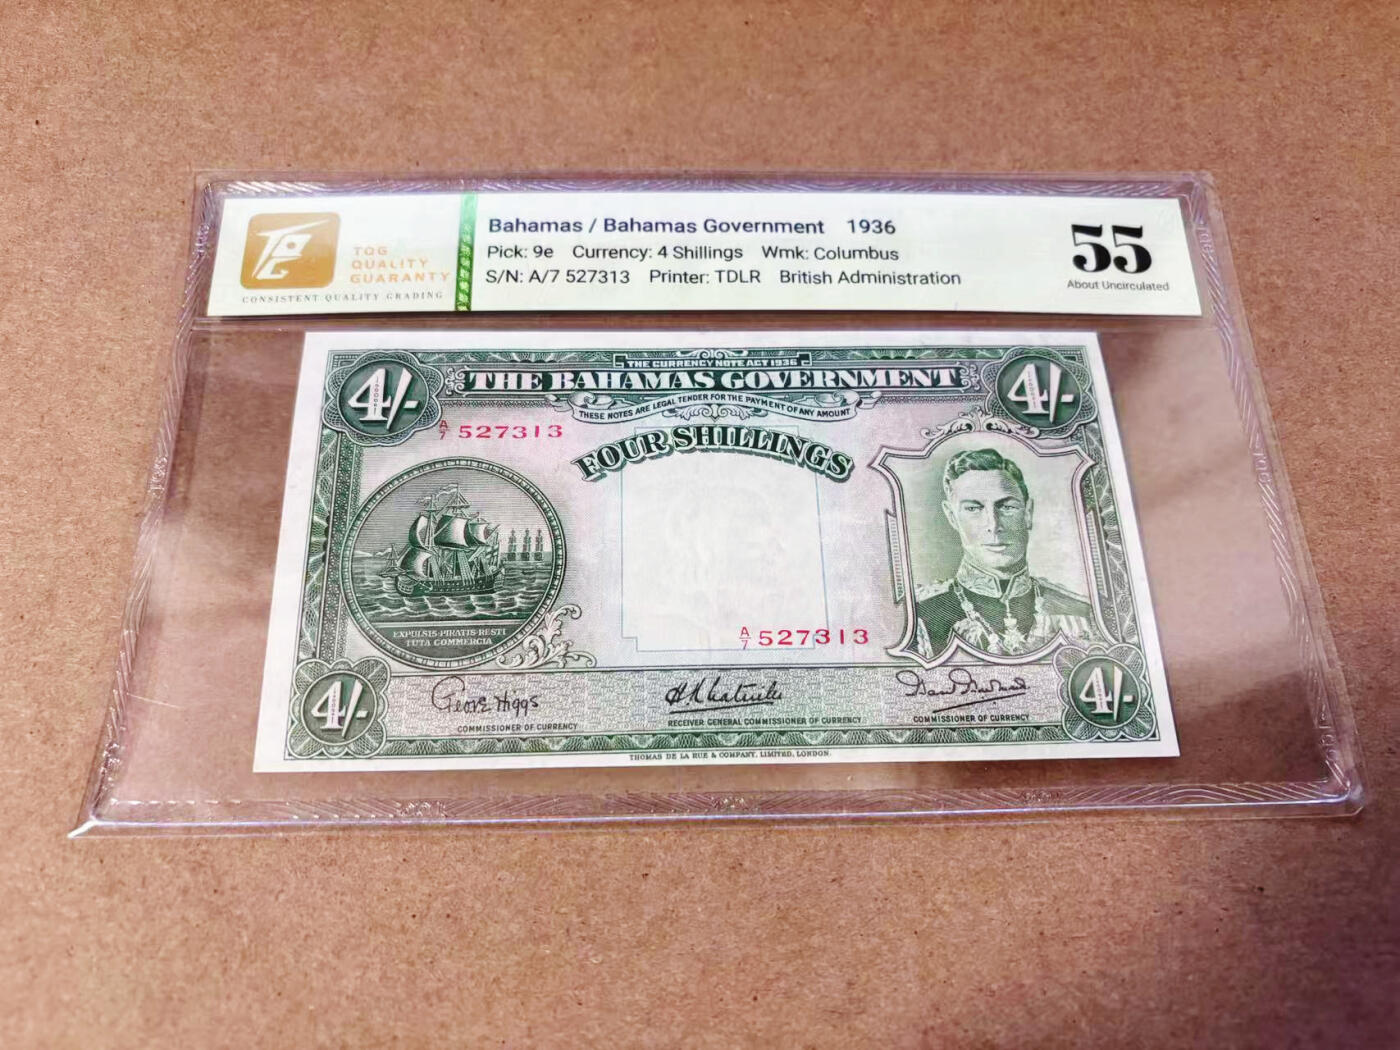 TQG
QUALITY
GUARANTY
CONSISTENT QUALITY GRADING
Bahamas / Bahamas Government 1936
Pick: 9e Currency: 4 Shillings Wmk: Columbus
S/N: A/7 527313 Printer: TDLR British Administration
55
About Uncirculated
THE CURRENCY NOTE ACT 1936
4/- THE BAHAMAS GOVERNMENT 4/-
THESE NOTES ARE LEGAL TENDER FOR THE PAYMENT OF ANY AMOUNT
A/7 527313
FOUR SHILLINGS
EXPULSIS PIRATIS RESTI
TUTA COMMERCIA
A/7 527313
4/- George Higgs 4/-
COMMISSIONER OF CURRENCY
RECEIVER GENERAL COMMISSIONER OF CURRENCY
COMMISSIONER OF CURRENCY
THOMAS DE LA RUE & COMPANY, LIMITED, LONDON.